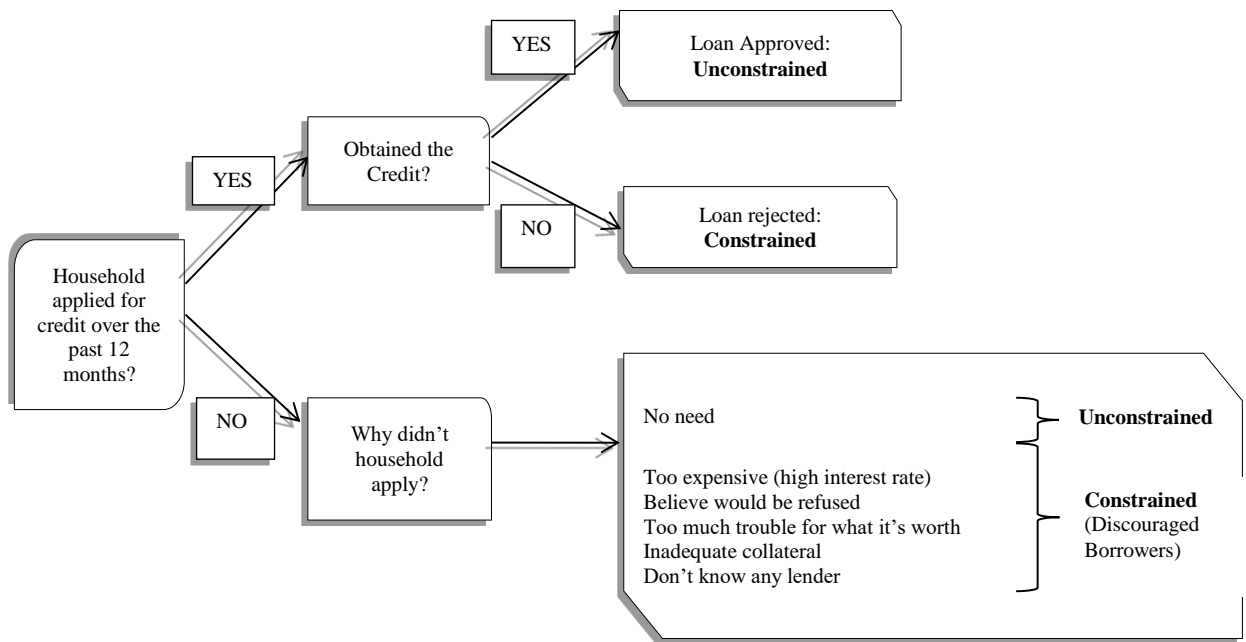 Household
applied for
credit over the
past 12
months?
YES
Obtained the
Credit?
YES
Loan Approved:
Unconstrained
NO
Loan rejected:
Constrained
NO
Why didn’t
household
apply?
No need
Unconstrained
Too expensive (high interest rate)
Believe would be refused
Too much trouble for what it’s worth
Inadequate collateral
Don’t know any lender
Constrained
(Discouraged
Borrowers)